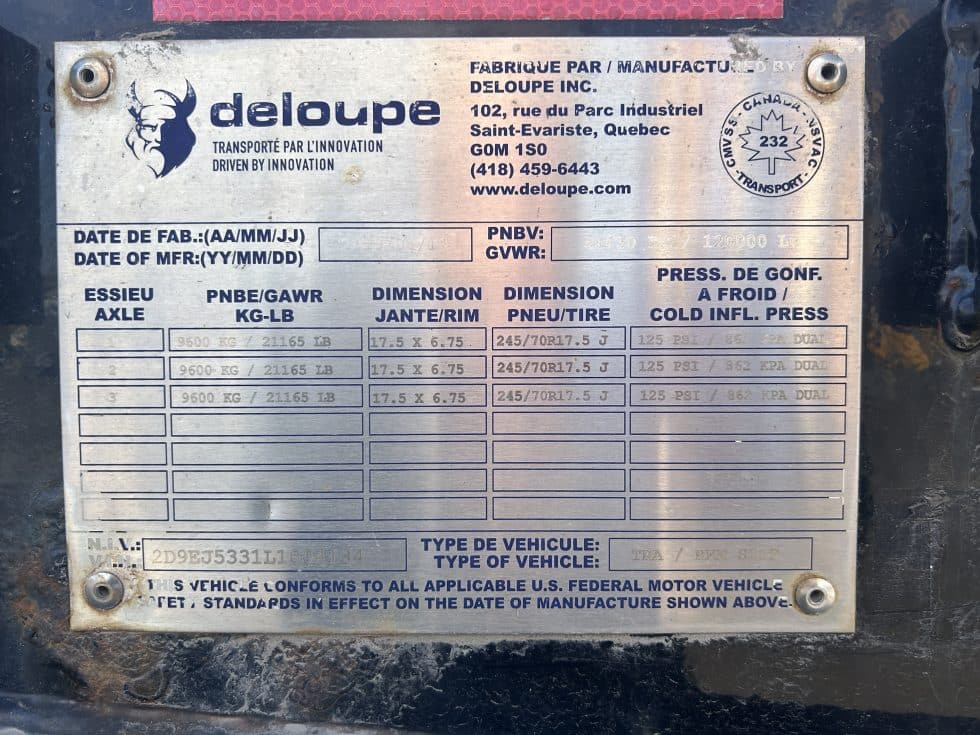 deloupe
TRANSPORTÉ PAR L'INNOVATION
DRIVEN BY INNOVATION
FABRIQUE PAR / MANUFACTURED BY
DELOUPE INC.
102, rue du Parc Industriel
Saint-Evariste, Quebec
G0M 1S0
(418) 459-6443
www.deloupe.com
CANADA
CMVSS NSVAC
232
TRANSPORT
DATE DE FAB.:(AA/MM/JJ)
DATE OF MFR:(YY/MM/DD)
PNBV:
GVWR:
ESSIEU
AXLE
PNBE/GAWR
KG-LB
DIMENSION
JANTE/RIM
DIMENSION
PNEU/TIRE
PRESS. DE GONF.
A FROID /
COLD INFL. PRESS
1 9600 KG / 21165 LB 17.5 X 6.75 245/70R17.5 J 125 PSI / 862 KPA DUAL
2 9600 KG / 21165 LB 17.5 X 6.75 245/70R17.5 J 125 PSI / 862 KPA DUAL
3 9600 KG / 21165 LB 17.5 X 6.75 245/70R17.5 J 125 PSI / 862 KPA DUAL
N.I.V.:
TYPE DE VEHICULE:
TYPE OF VEHICLE:
THIS VEHICLE CONFORMS TO ALL APPLICABLE U.S. FEDERAL MOTOR VEHICLE
SAFETY STANDARDS IN EFFECT ON THE DATE OF MANUFACTURE SHOWN ABOVE.